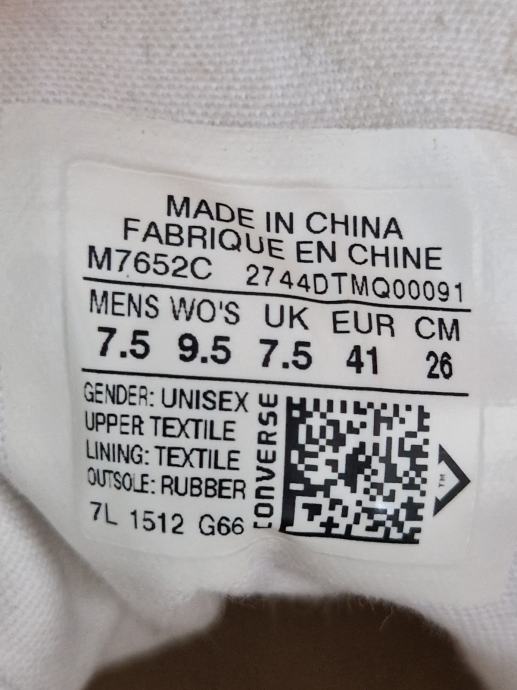 MADE IN CHINA
FABRIQUE EN CHINE
M7652C 2744DTMQ00091
MENS WO'S UK EUR CM
7.5 9.5 7.5 41 26
GENDER: UNISEX
UPPER TEXTILE
LINING: TEXTILE
OUTSOLE: RUBBER
7L 1512 G66
CONVERSE
TM